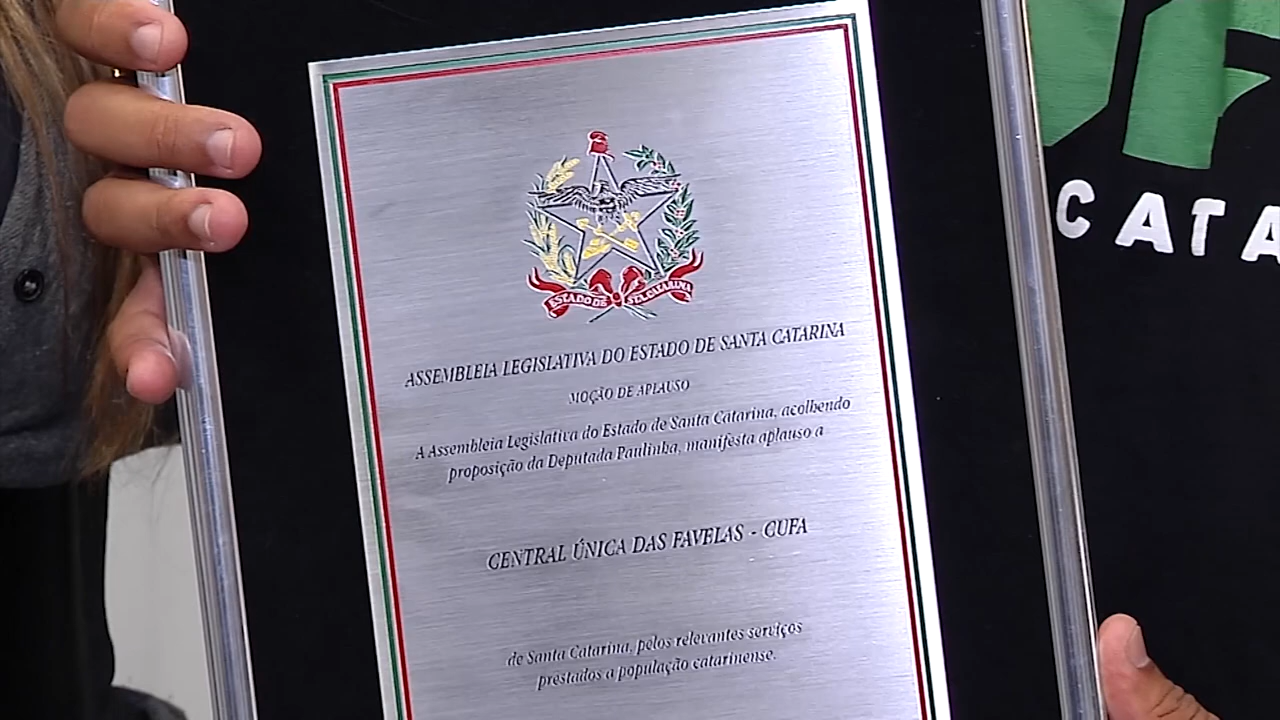 ESTADO DE STA. CATARINA
ASSEMBLEIA LEGISLATIVA DO ESTADO DE SANTA CATARINA
MOÇÃO DE APLAUSO
A Assembleia Legislativa do Estado de Santa Catarina, acolhendo
proposição da Deputada Paulinha, manifesta aplauso a
CENTRAL ÚNICA DAS FAVELAS - CUFA
de Santa Catarina, pelos relevantes serviços
prestados a população catarinense.
CATA